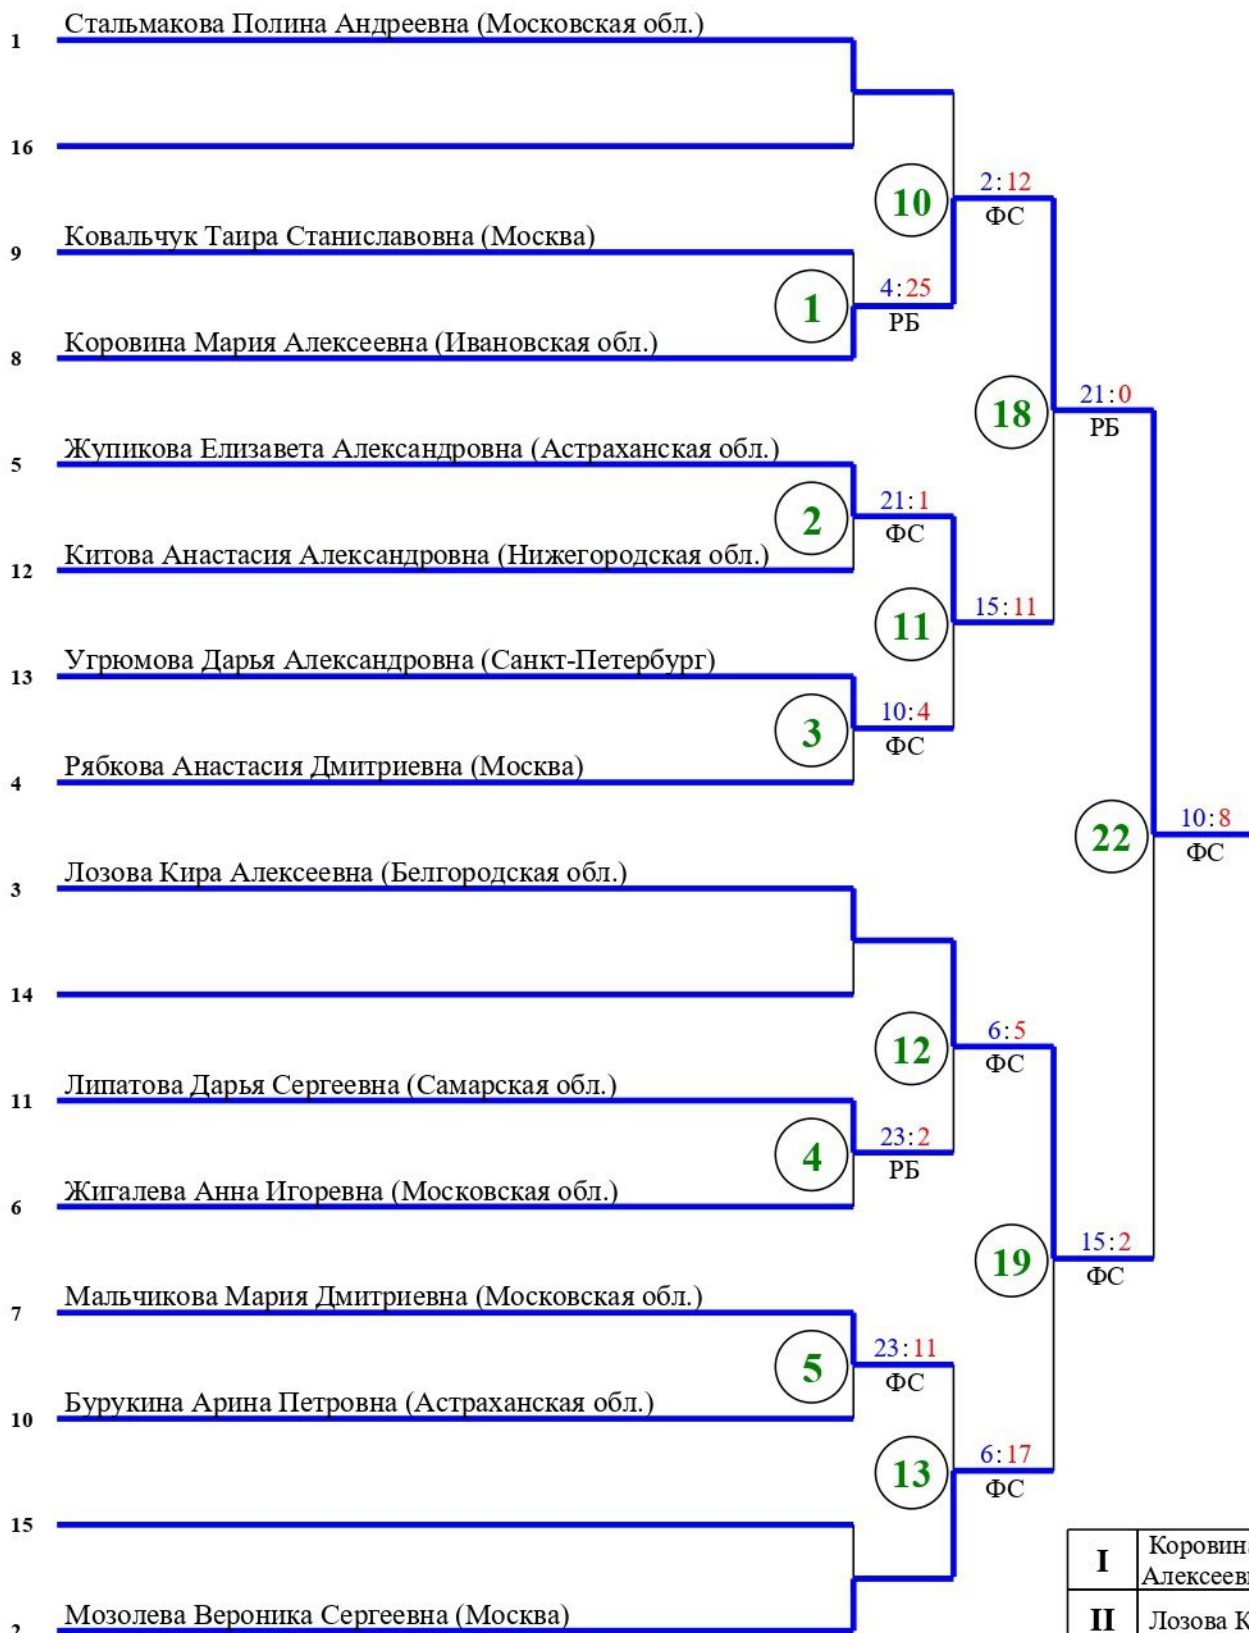 Стальмакова Полина Андреевна (Московская обл.)
1
16
10
2:12
ФС
Ковальчук Таира Станиславовна (Москва)
9
1
4:25
РБ
Коровина Мария Алексеевна (Ивановская обл.)
8
18
21:0
РБ
Жупикова Елизавета Александровна (Астраханская обл.)
5
2
21:1
ФС
Китова Анастасия Александровна (Нижегородская обл.)
12
11
15:11
Угрюмова Дарья Александровна (Санкт-Петербург)
13
3
10:4
ФС
Рябкова Анастасия Дмитриевна (Москва)
4
22
10:8
ФС
Лозова Кира Алексеевна (Белгородская обл.)
3
14
12
6:5
ФС
Липатова Дарья Сергеевна (Самарская обл.)
11
4
23:2
РБ
Жигалева Анна Игоревна (Московская обл.)
6
19
15:2
ФС
Мальчикова Мария Дмитриевна (Московская обл.)
7
5
23:11
ФС
Бурукина Арина Петровна (Астраханская обл.)
10
13
6:17
ФС
15
I
Коровина
Мозолева Вероника Сергеевна (Москва)
2
II
Лозова